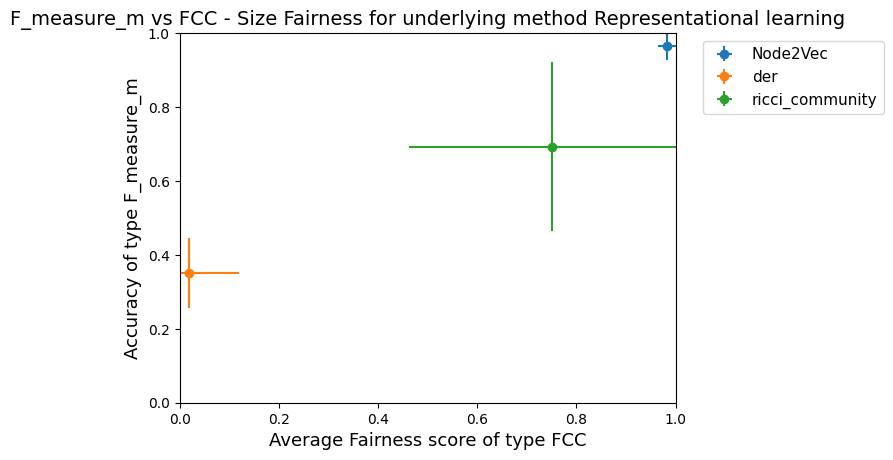 F_measure_m vs FCC - Size Fairness for underlying method Representational learning
1.0
0.8
0.6
0.4
0.2
0.0
Accuracy of type F_measure_m
0.0 0.2 0.4 0.6 0.8 1.0
Average Fairness score of type FCC
Node2Vec
der
ricci_community